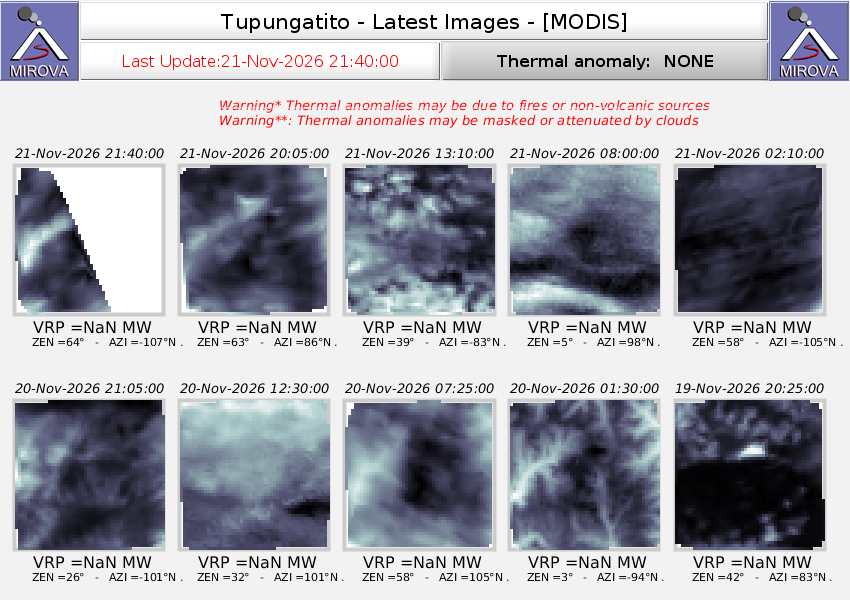 Tupungatito - Latest Images - [MODIS]
MIROVA
Last Update:21-Nov-2026 21:40:00
Thermal anomaly: NONE
MIROVA
Warning* Thermal anomalies may be due to fires or non-volcanic sources
Warning**: Thermal anomalies may be masked or attenuated by clouds
21-Nov-2026 21:40:00 21-Nov-2026 20:05:00 21-Nov-2026 13:10:00 21-Nov-2026 08:00:00 21-Nov-2026 02:10:00
VRP =NaN MW VRP =NaN MW VRP =NaN MW VRP =NaN MW VRP =NaN MW
ZEN =64° - AZI =-107°N . ZEN =63° - AZI =86°N . ZEN =39° - AZI =-83°N . ZEN =5° - AZI =98°N . ZEN =58° - AZI =-105°N .
20-Nov-2026 21:05:00 20-Nov-2026 12:30:00 20-Nov-2026 07:25:00 20-Nov-2026 01:30:00 19-Nov-2026 20:25:00
VRP =NaN MW VRP =NaN MW VRP =NaN MW VRP =NaN MW VRP =NaN MW
ZEN =26° - AZI =-101°N . ZEN =32° - AZI =101°N . ZEN =58° - AZI =105°N . ZEN =3° - AZI =-94°N . ZEN =42° - AZI =83°N .